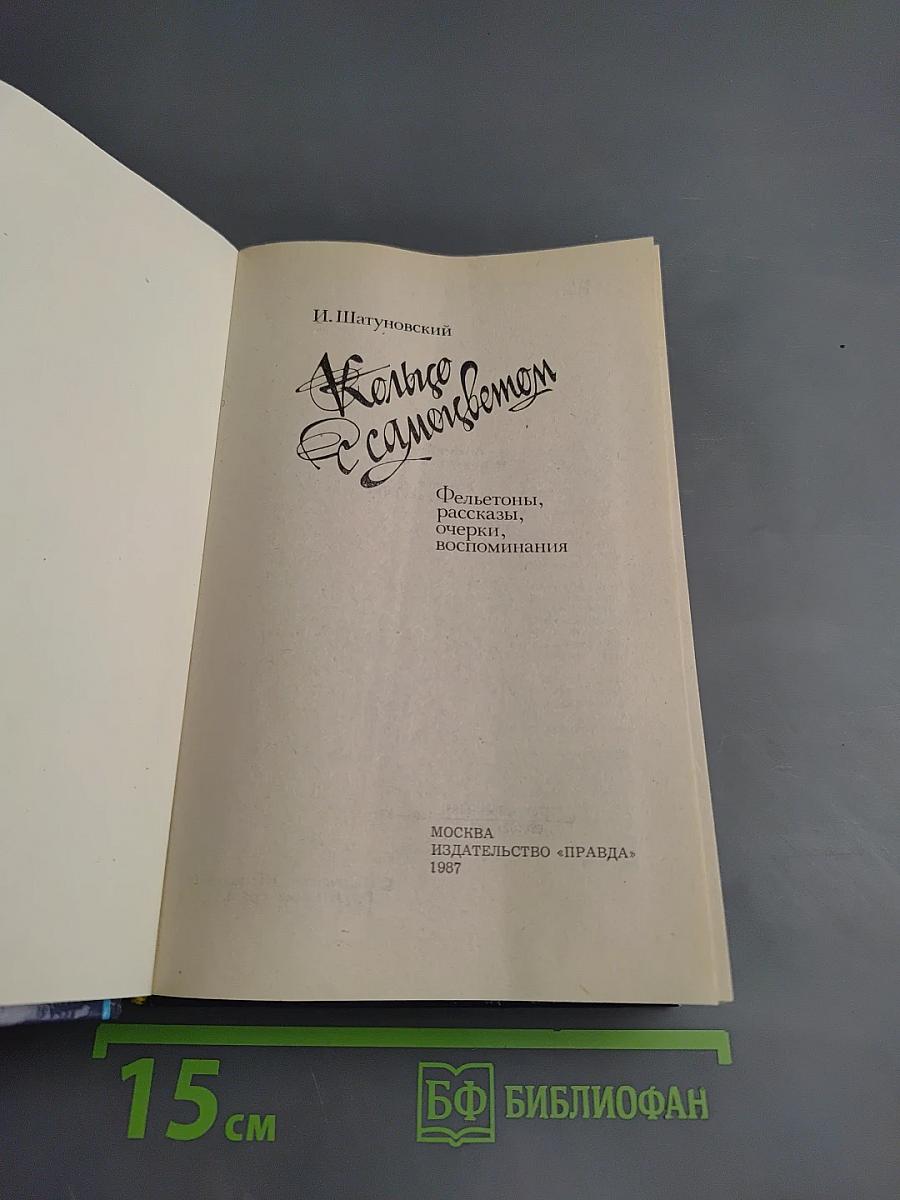 И. Шатуновский
Кольцо
с самоцветом
Фельетоны,
рассказы,
очерки,
воспоминания
МОСКВА
ИЗДАТЕЛЬСТВО «ПРАВДА»
1987
15 см
БФ БИБЛИОФАН